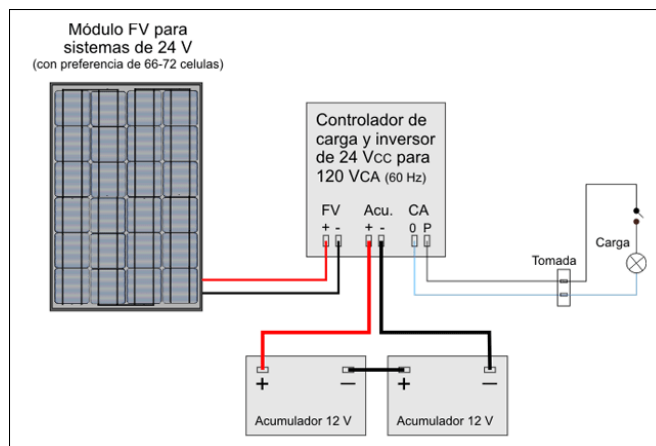 Módulo FV para
sistemas de 24 V
(con preferencia de 66-72 celulas)
Controlador de
carga y inversor
de 24 Vcc para
120 VCA (60 Hz)
FV Acu. CA
+ - + - 0 P
Tomada
Carga
+ − + −
Acumulador 12 V Acumulador 12 V